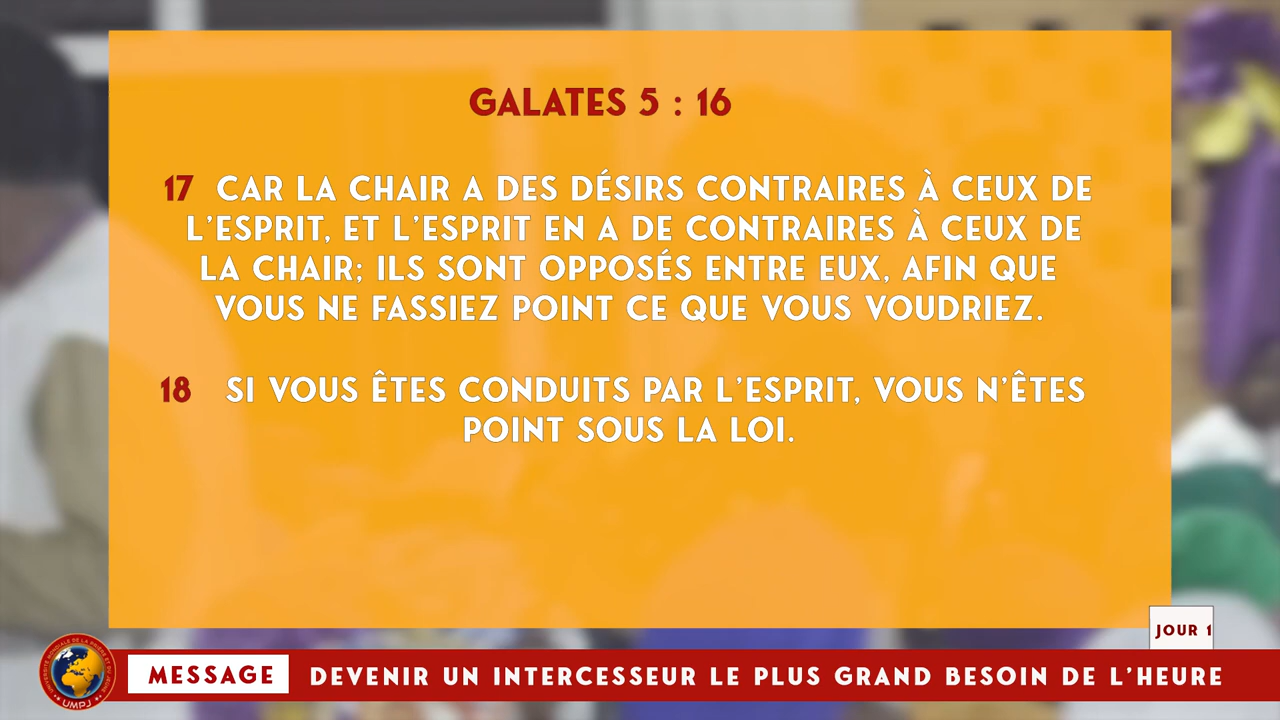 GALATES 5 : 16
17 CAR LA CHAIR A DES DÉSIRS CONTRAIRES À CEUX DE
L'ESPRIT, ET L'ESPRIT EN A DE CONTRAIRES À CEUX DE
LA CHAIR; ILS SONT OPPOSÉS ENTRE EUX, AFIN QUE
VOUS NE FASSIEZ POINT CE QUE VOUS VOUDRIEZ.
18 SI VOUS ÊTES CONDUITS PAR L'ESPRIT, VOUS N'ÊTES
POINT SOUS LA LOI.
JOUR 1
MESSAGE DEVENIR UN INTERCESSEUR LE PLUS GRAND BESOIN DE L'HEURE
UMPJ